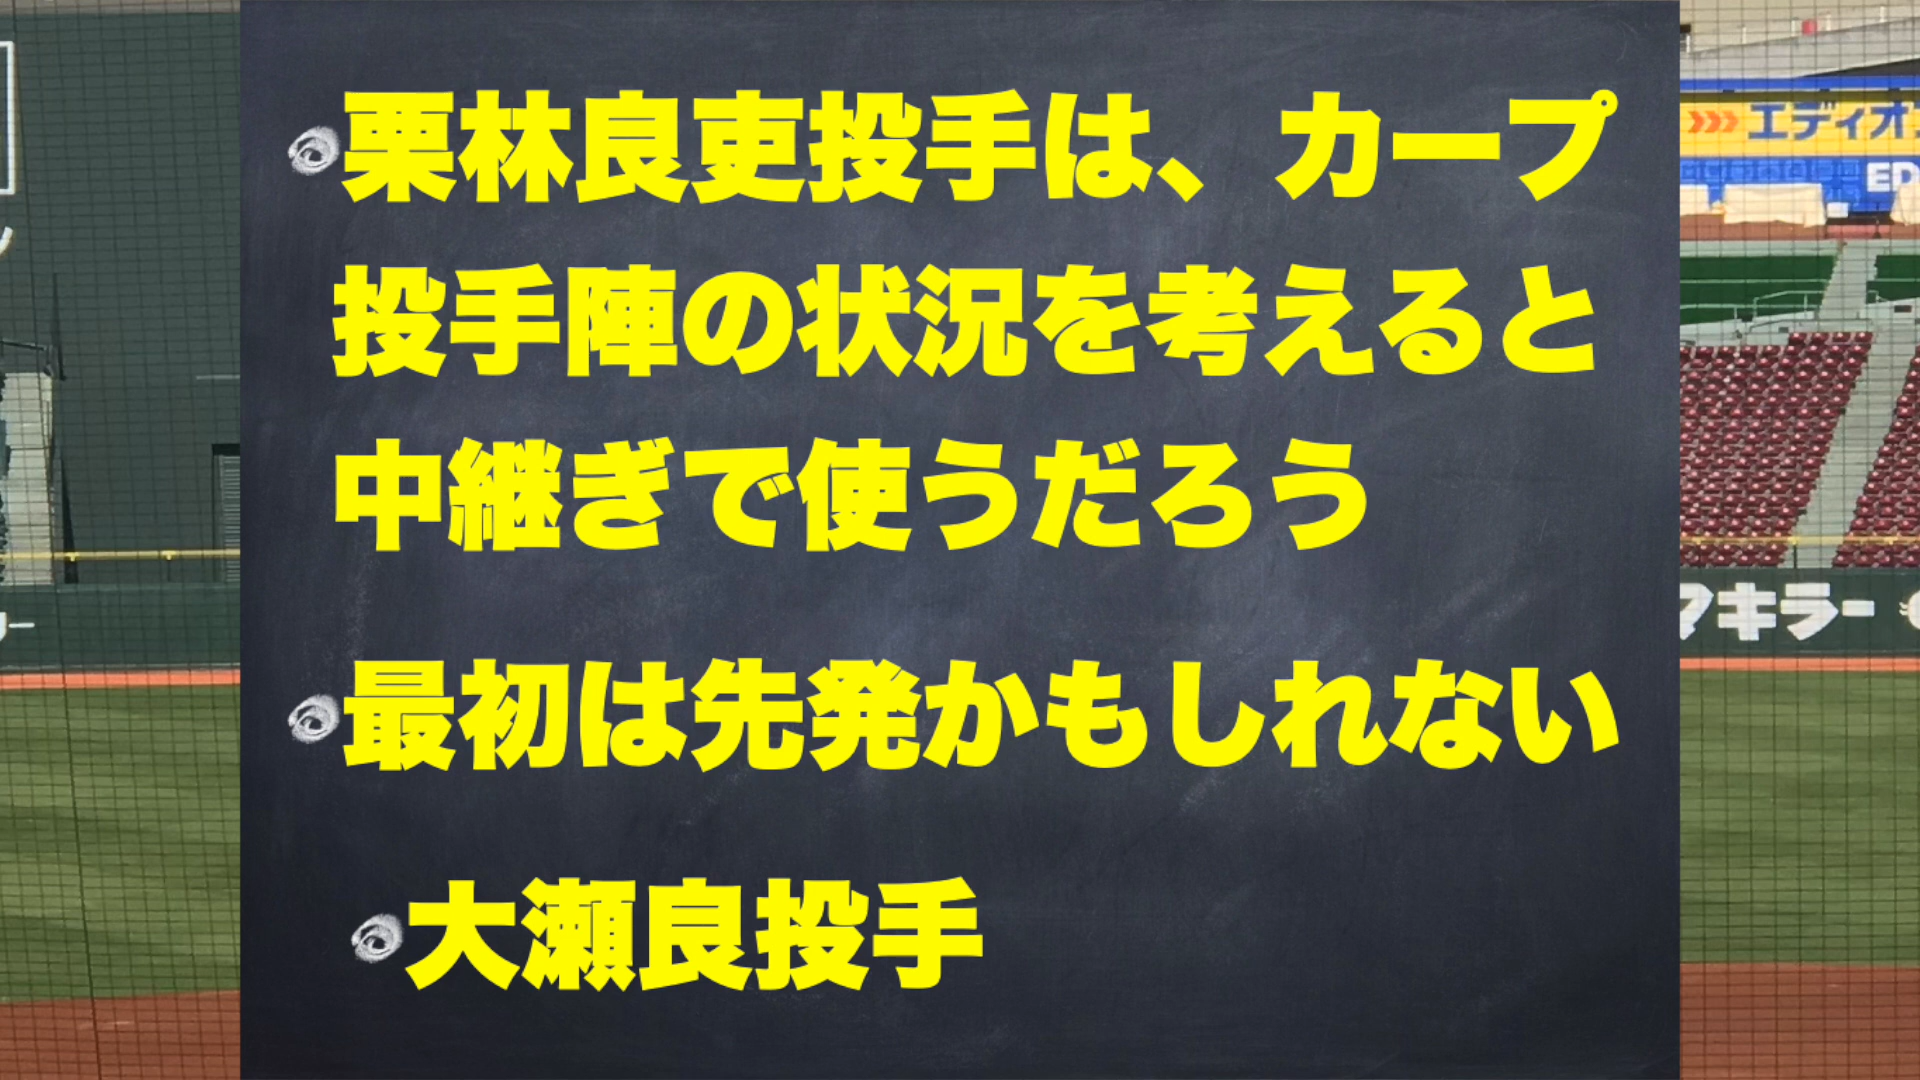 栗林良吏投手は、カープ
投手陣の状況を考えると
中継ぎで使うだろう
最初は先発かもしれない
大瀬良投手
エディオ
ED
マキラー